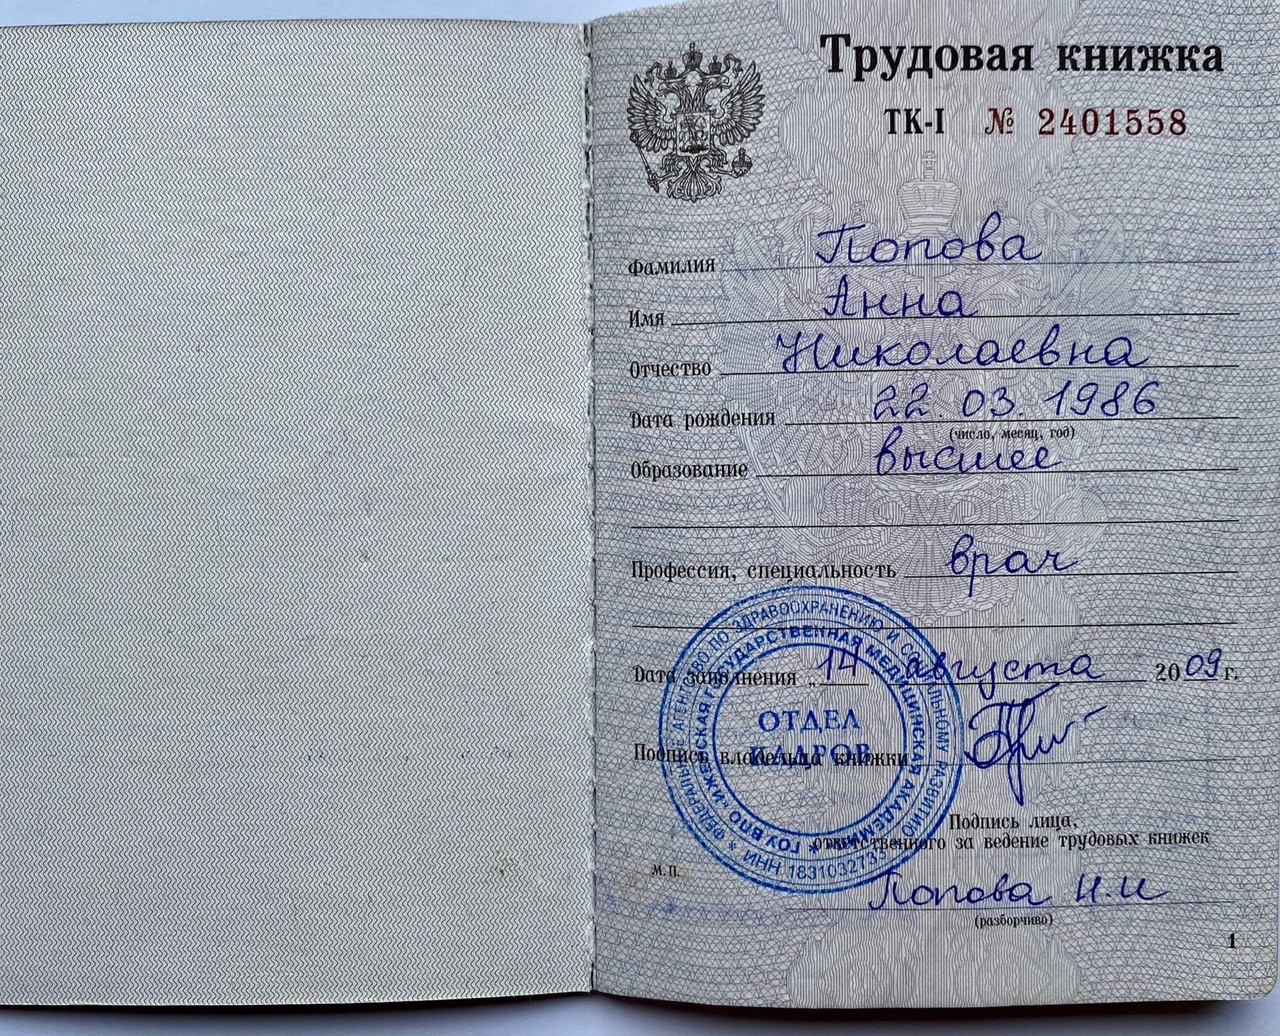 Трудовая книжка
ТК-I № 2401558
Фамилия Попова
Имя Анна
Отчество Николаевна
Дата рождения 22.03.1986
(число, месяц, год)
Образование высшее
Профессия, специальность врач
Дата заполнения „14 августа 2009 г.
Подпись владельца книжки
Подпись лица,
ответственного за ведение трудовых книжек
М.П.
Попова Н.И
(разборчиво)
1
ФЕДЕРАЛЬНОЕ АГЕНТСТВО ПО ЗДРАВООХРАНЕНИЮ И СОЦИАЛЬНОМУ РАЗВИТИЮ
ГОУ ВПО «ИЖЕВСКАЯ ГОСУДАРСТВЕННАЯ МЕДИЦИНСКАЯ АКАДЕМИЯ
ИНН
ОТДЕЛ
КАДРОВ